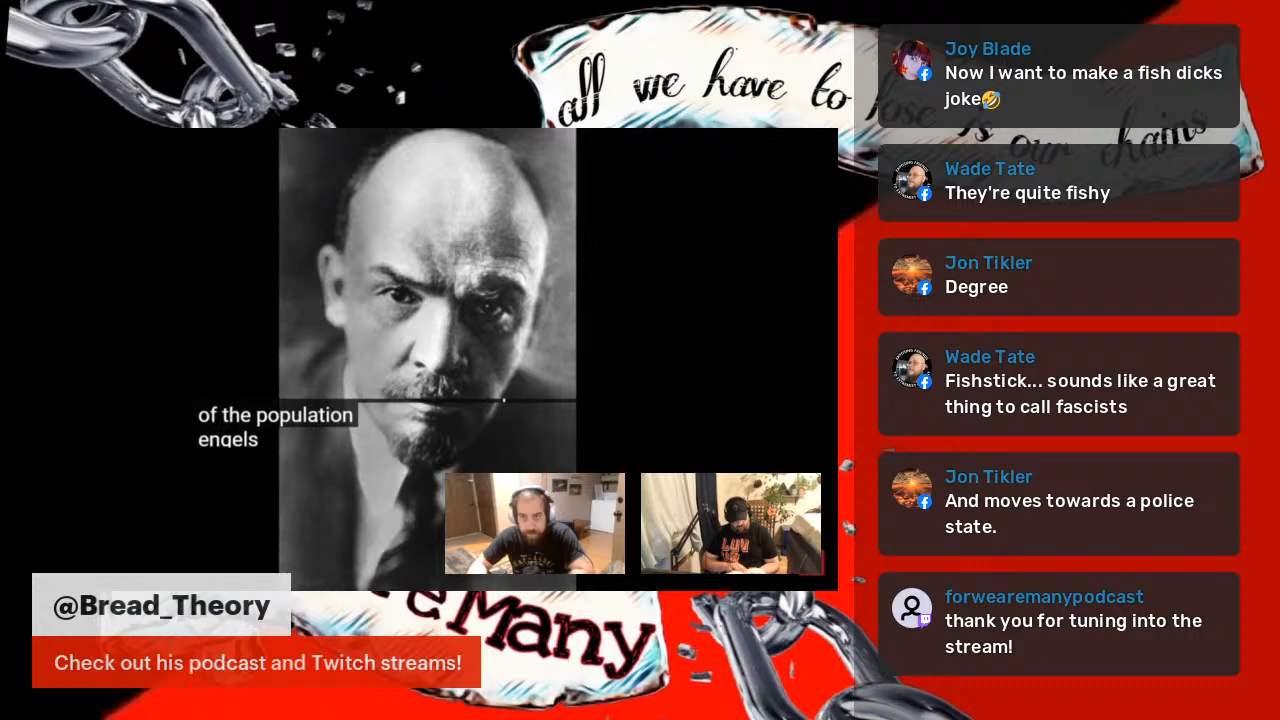 all we have to
lose is our chains
Joy Blade
Now I want to make a fish dicks
joke🤣
Wade Tate
They're quite fishy
Jon Tikler
Degree
Wade Tate
Fishstick... sounds like a great
thing to call fascists
Jon Tikler
And moves towards a police
state.
forwearemanypodcast
thank you for tuning into the
stream!
of the population
engels
@Bread_Theory
Check out his podcast and Twitch streams!
Many